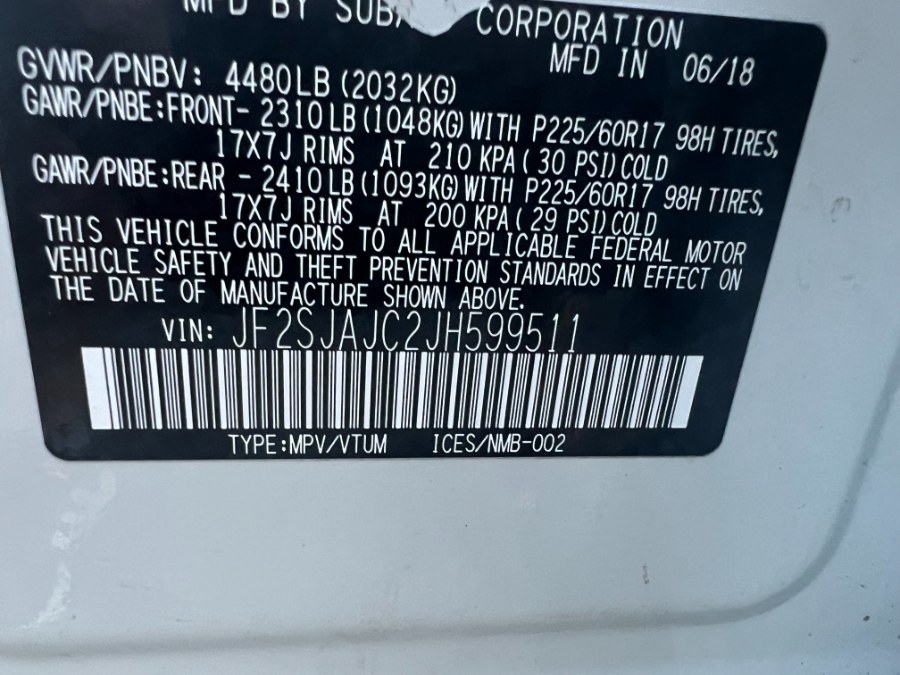 MFD BY CORPORATION
MFD IN 06/18
GVWR/PNBV: 4480LB (2032KG)
GAWR/PNBE:FRONT- 2310LB (1048KG) WITH P225/60R17 98H TIRES,
17X7J RIMS AT 210 KPA ( 30 PSI) COLD
GAWR/PNBE:REAR - 2410LB (1093KG) WITH P225/60R17 98H TIRES,
17X7J RIMS AT 200 KPA ( 29 PSI) COLD
THIS VEHICLE CONFORMS TO ALL APPLICABLE FEDERAL MOTOR
VEHICLE SAFETY AND THEFT PREVENTION STANDARDS IN EFFECT ON
THE DATE OF MANUFACTURE SHOWN ABOVE.
VIN: JF2SJAJC2JH599511
TYPE:MPV/VTUM ICES/NMB-002